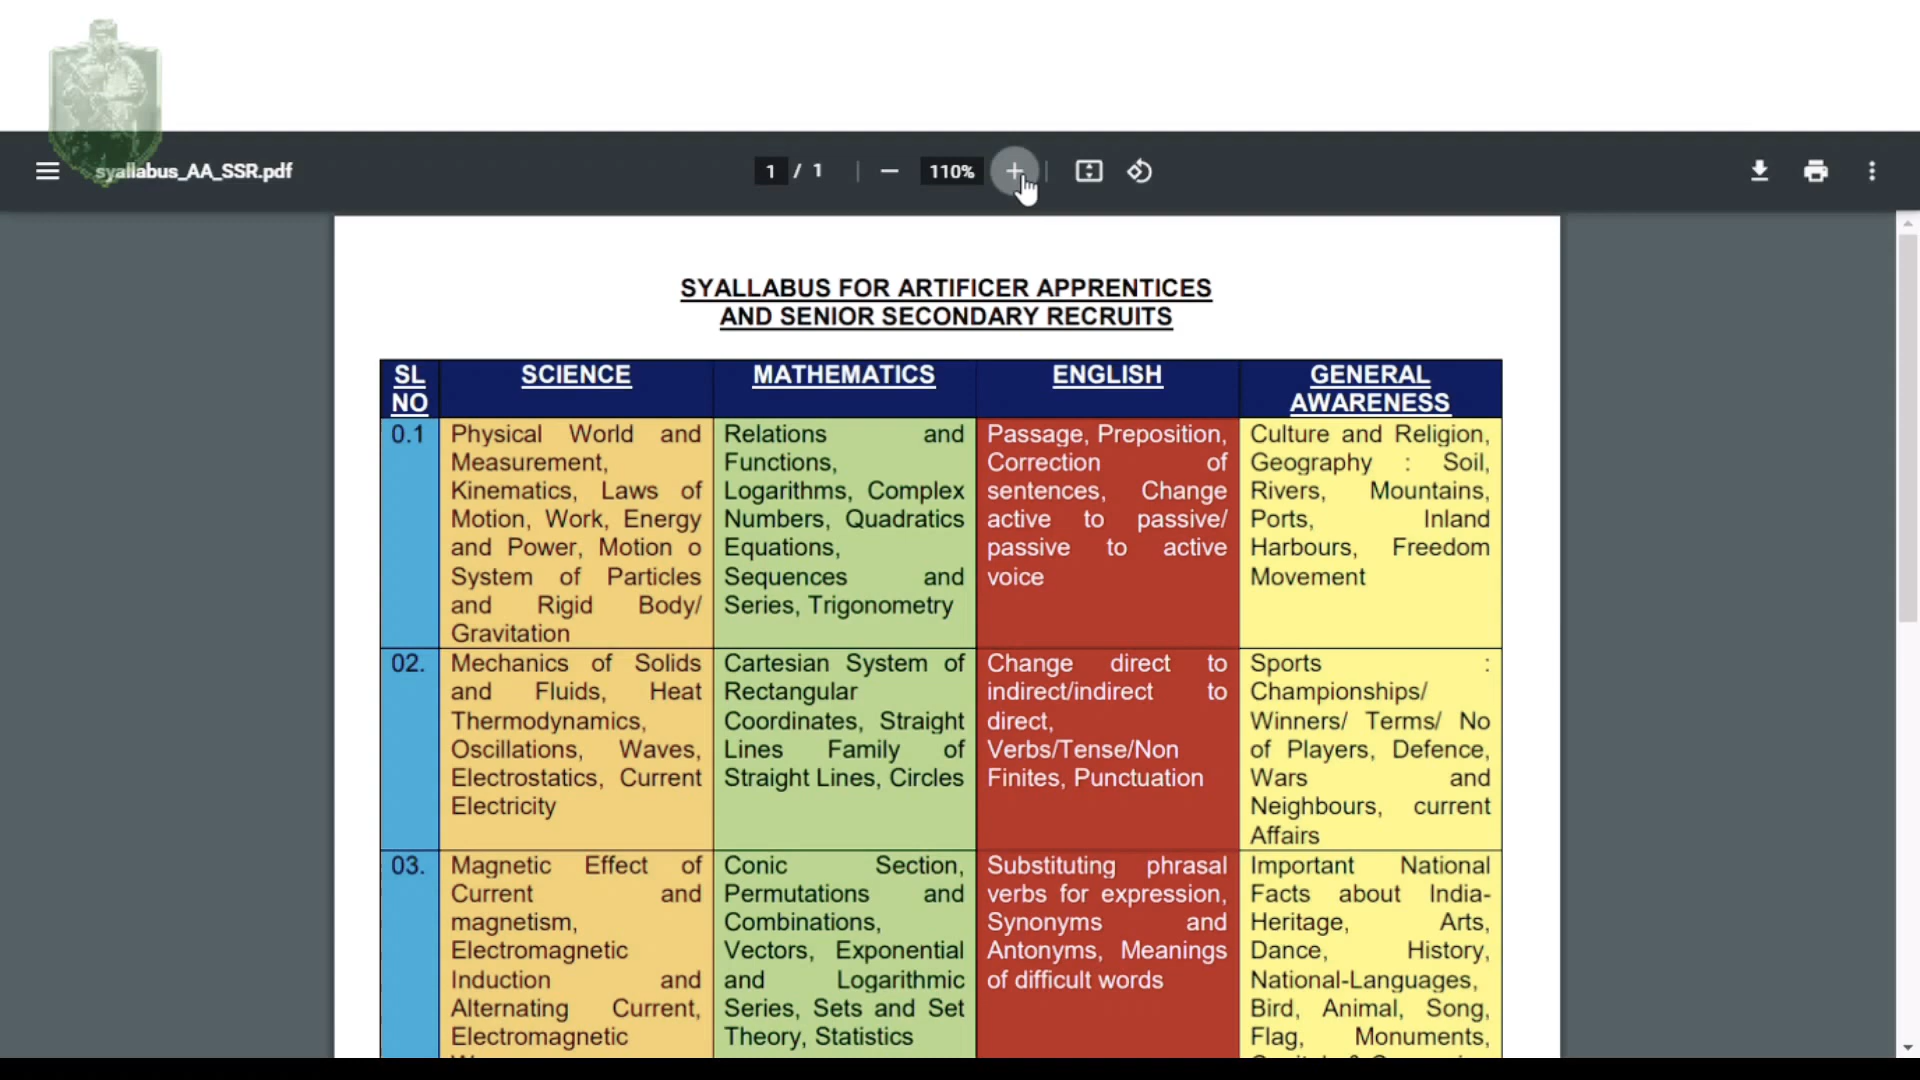 syallabus_AA_SSR.pdf
1 / 1
110%
SYALLABUS FOR ARTIFICER APPRENTICES
AND SENIOR SECONDARY RECRUITS
SL
NO
SCIENCE
MATHEMATICS
ENGLISH
GENERAL
AWARENESS
0.1
Physical World and
Measurement,
Kinematics, Laws of
Motion, Work, Energy
and Power, Motion o
System of Particles
and Rigid Body/
Gravitation
Relations and
Functions,
Logarithms, Complex
Numbers, Quadratics
Equations,
Sequences and
Series, Trigonometry
Passage, Preposition,
Correction of
sentences, Change
active to passive/
passive to active
voice
Culture and Religion,
Geography : Soil,
Rivers, Mountains,
Ports, Inland
Harbours, Freedom
Movement
02.
Mechanics of Solids
and Fluids, Heat
Thermodynamics,
Oscillations, Waves,
Electrostatics, Current
Electricity
Cartesian System of
Rectangular
Coordinates, Straight
Lines Family of
Straight Lines, Circles
Change direct to
indirect/indirect to
direct,
Verbs/Tense/Non
Finites, Punctuation
Sports :
Championships/
Winners/ Terms/ No
of Players, Defence,
Wars and
Neighbours, current
Affairs
03.
Magnetic Effect of
Current and
magnetism,
Electromagnetic
Induction and
Alternating Current,
Electromagnetic
Conic Section,
Permutations and
Combinations,
Vectors, Exponential
and Logarithmic
Series, Sets and Set
Theory, Statistics
Substituting phrasal
verbs for expression,
Synonyms and
Antonyms, Meanings
of difficult words
Important National
Facts about India-
Heritage, Arts,
Dance, History,
National-Languages,
Bird, Animal, Song,
Flag, Monuments,